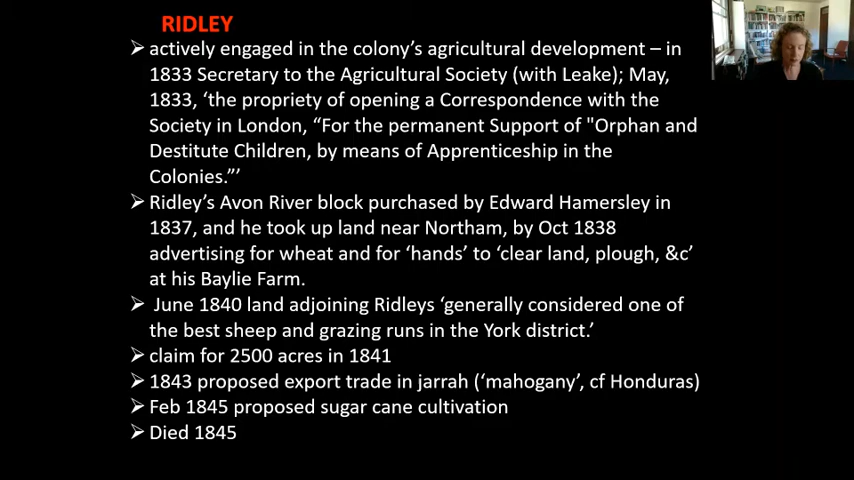 RIDLEY
➢ actively engaged in the colony’s agricultural development – in
1833 Secretary to the Agricultural Society (with Leake); May,
1833, ‘the propriety of opening a Correspondence with the
Society in London, “For the permanent Support of "Orphan and
Destitute Children, by means of Apprenticeship in the
Colonies.”’
➢ Ridley’s Avon River block purchased by Edward Hamersley in
1837, and he took up land near Northam, by Oct 1838
advertising for wheat and for ‘hands’ to ‘clear land, plough, &c’
at his Baylie Farm.
➢ June 1840 land adjoining Ridleys ‘generally considered one of
the best sheep and grazing runs in the York district.’
➢ claim for 2500 acres in 1841
➢ 1843 proposed export trade in jarrah (‘mahogany’, cf Honduras)
➢ Feb 1845 proposed sugar cane cultivation
➢ Died 1845